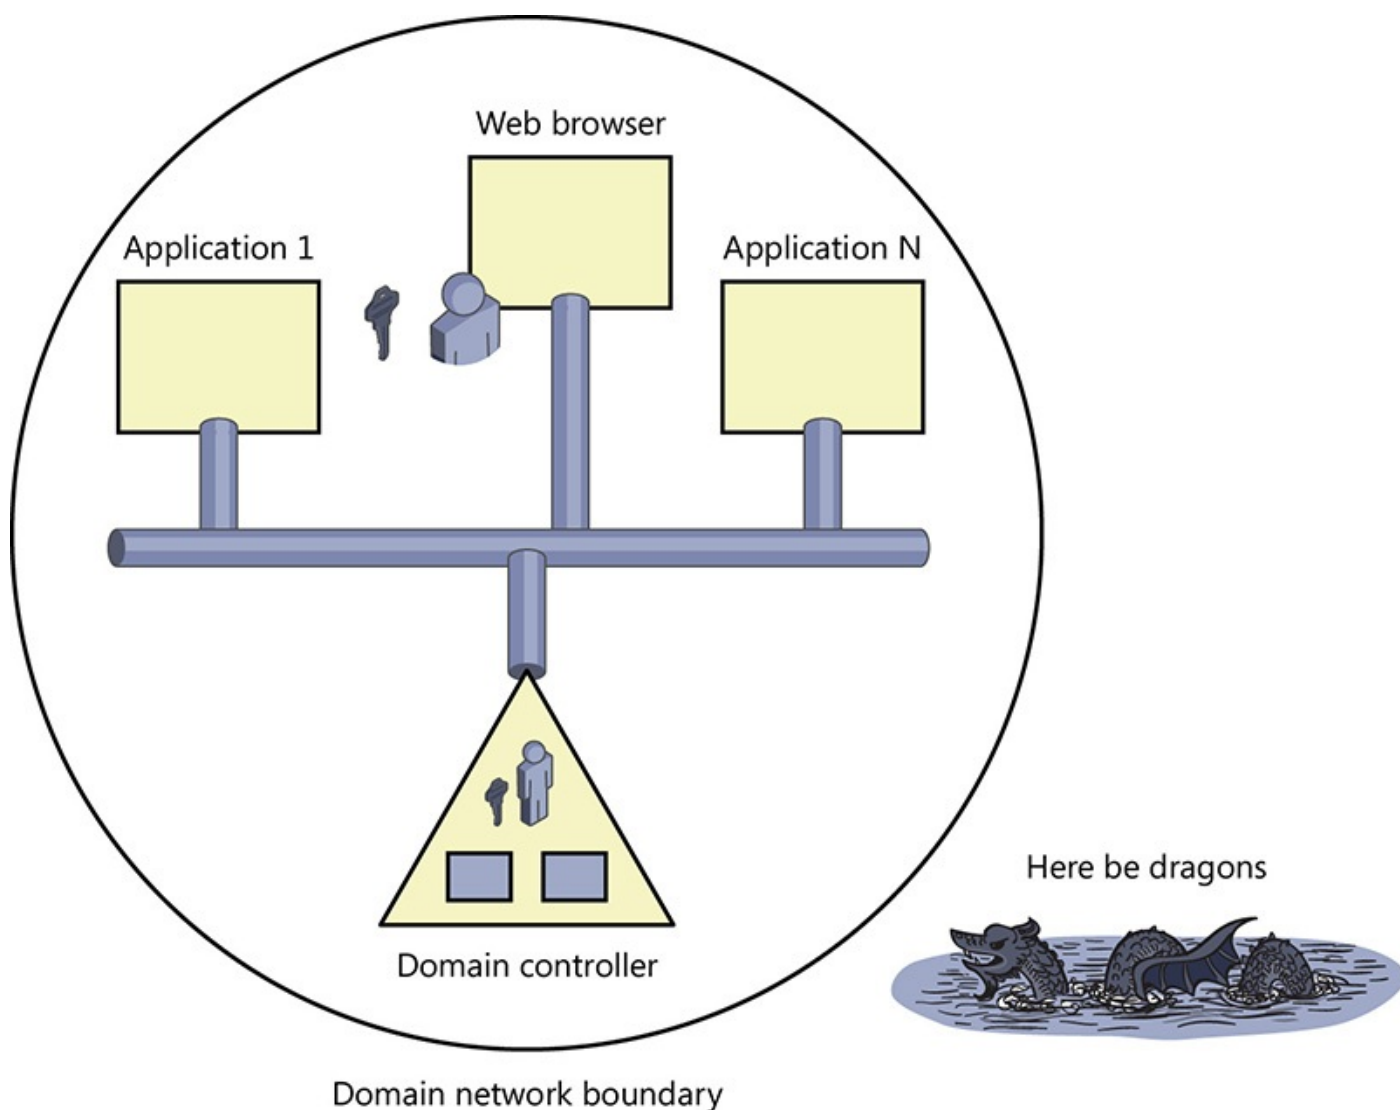 Web browser
Application 1
Application N
Here be dragons
Domain controller
Domain network boundary